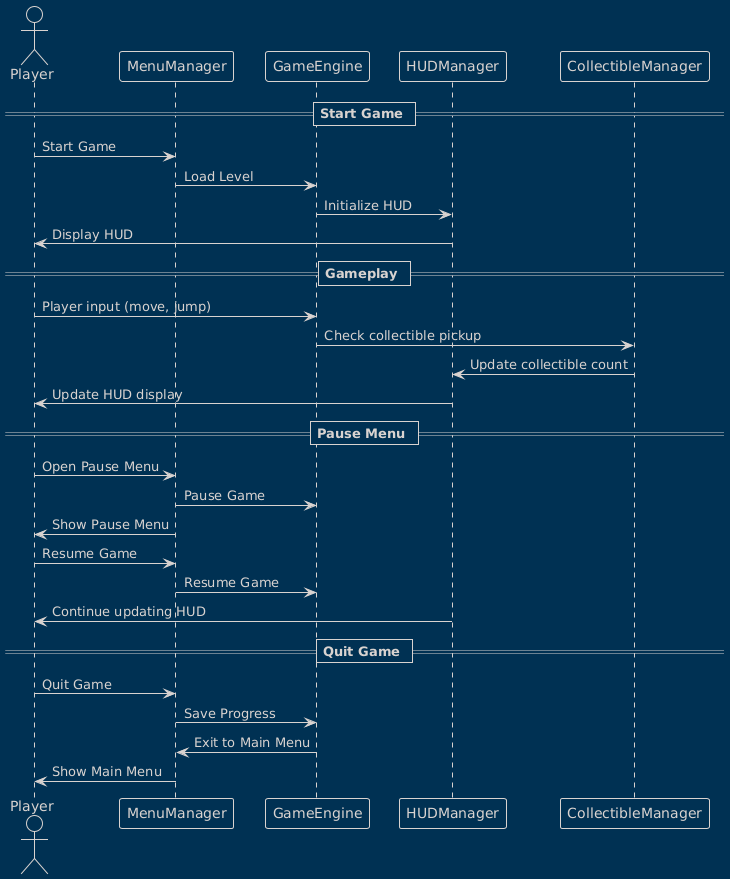 Player
MenuManager
GameEngine
HUDManager
CollectibleManager
Start Game
Start Game
Load Level
Initialize HUD
Display HUD
Gameplay
Player input (move, jump)
Check collectible pickup
Update collectible count
Update HUD display
Pause Menu
Open Pause Menu
Pause Game
Show Pause Menu
Resume Game
Resume Game
Continue updating HUD
Quit Game
Quit Game
Save Progress
Exit to Main Menu
Show Main Menu
Player
MenuManager
GameEngine
HUDManager
CollectibleManager